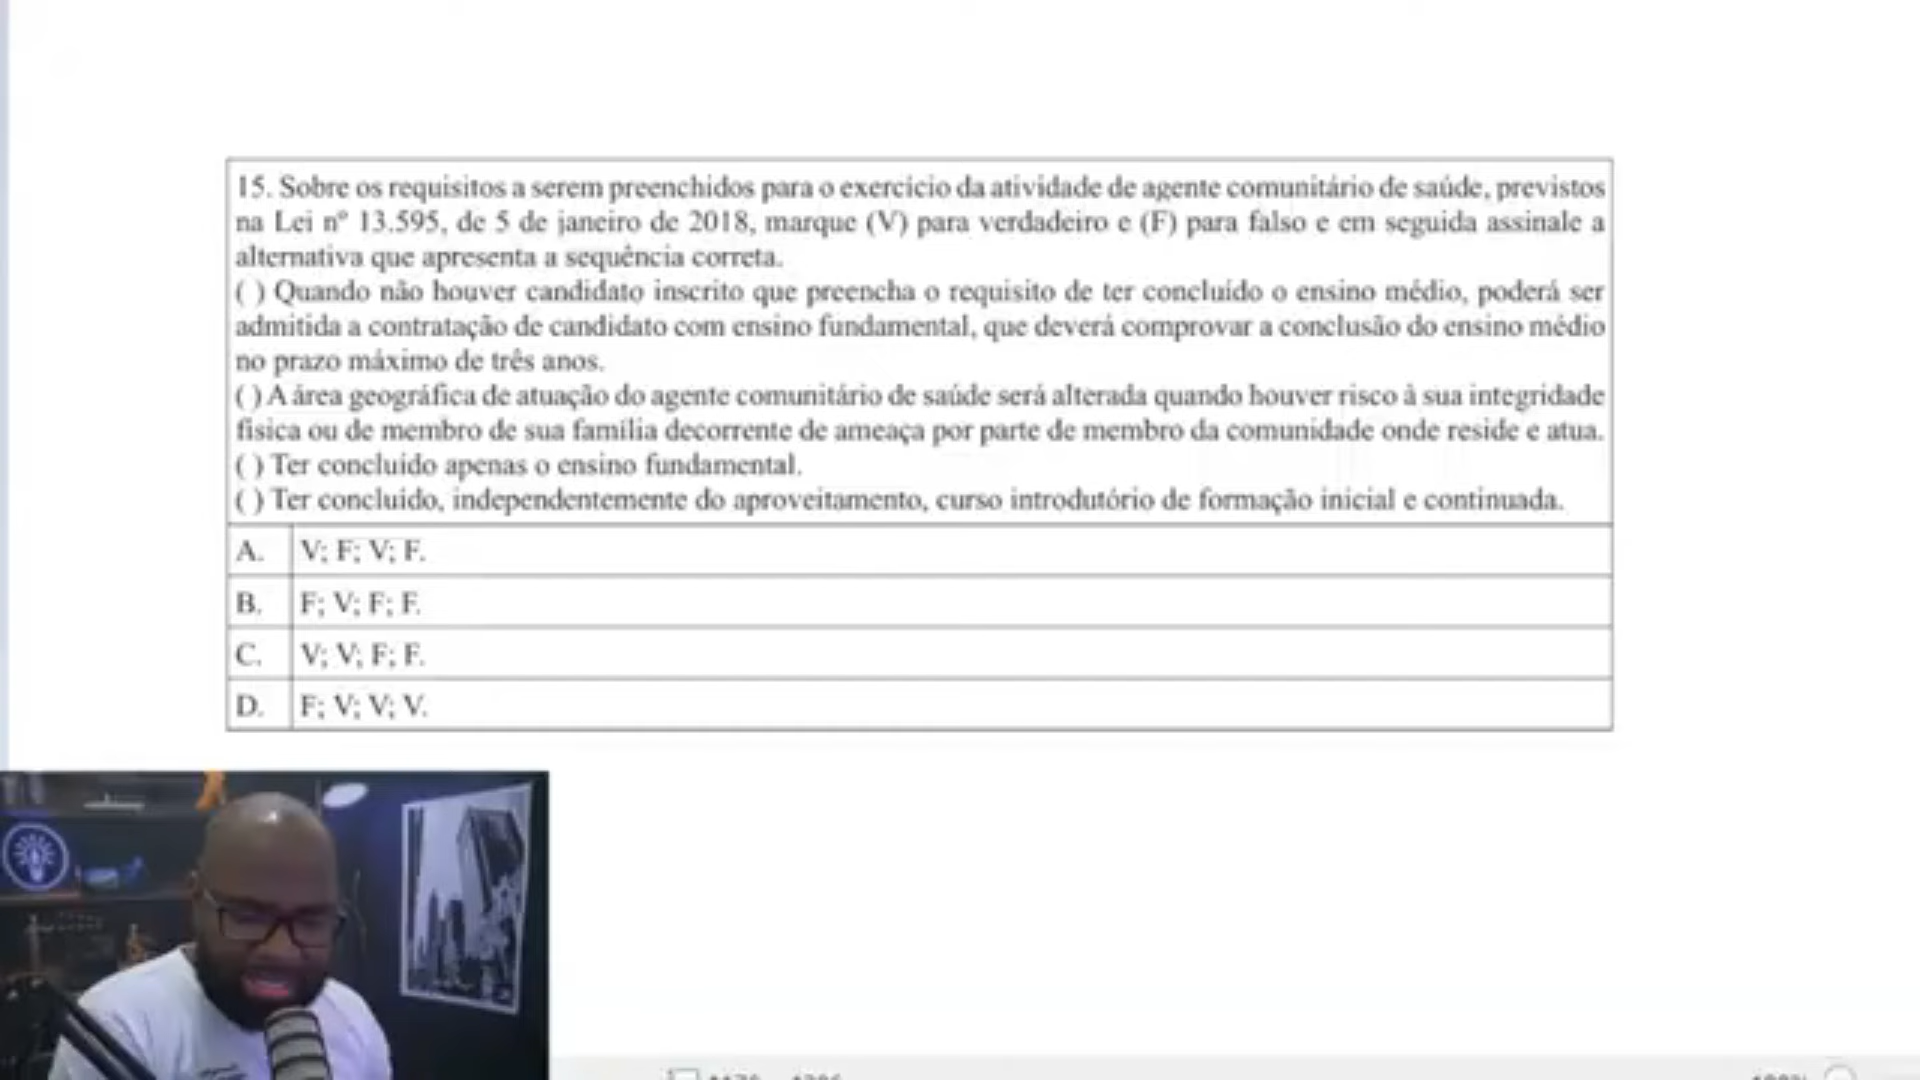 15. Sobre os requisitos a serem preenchidos para o exercício da atividade de agente comunitário de saúde, previstos
na Lei nº 13.595, de 5 de janeiro de 2018, marque (V) para verdadeiro e (F) para falso e em seguida assinale a
alternativa que apresenta a sequência correta.
( ) Quando não houver candidato inscrito que preencha o requisito de ter concluído o ensino médio, poderá ser
admitida a contratação de candidato com ensino fundamental, que deverá comprovar a conclusão do ensino médio
no prazo máximo de três anos.
( ) A área geográfica de atuação do agente comunitário de saúde será alterada quando houver risco à sua integridade
física ou de membro de sua família decorrente de ameaça por parte de membro da comunidade onde reside e atua.
( ) Ter concluído apenas o ensino fundamental.
( ) Ter concluído, independentemente do aproveitamento, curso introdutório de formação inicial e continuada.
A. V; F; V; F.
B. F; V; F; F.
C. V; V; F; F.
D. F; V; V; V.